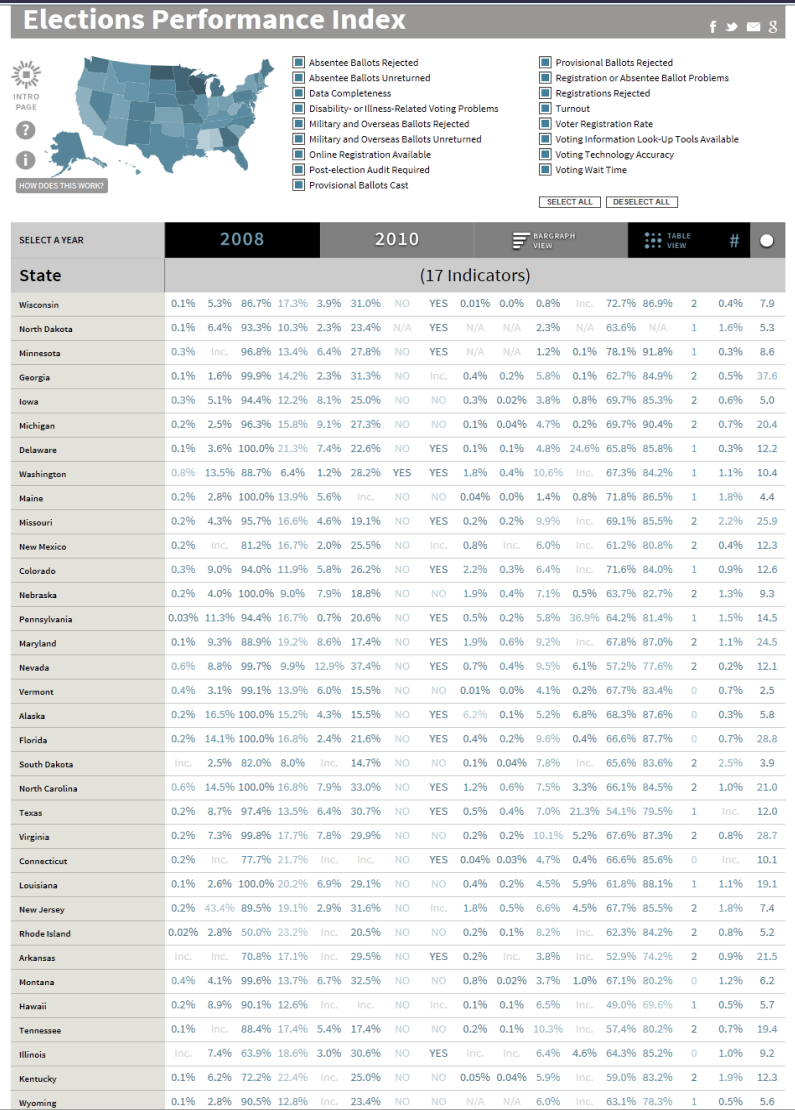 Elections Performance Index
INTRO
PAGE
?
i
HOW DOES THIS WORK?
Absentee Ballots Rejected
Absentee Ballots Unreturned
Data Completeness
Disability- or Illness-Related Voting Problems
Military and Overseas Ballots Rejected
Military and Overseas Ballots Unreturned
Online Registration Available
Post-election Audit Required
Provisional Ballots Cast
Provisional Ballots Rejected
Registration or Absentee Ballot Problems
Registrations Rejected
Turnout
Voter Registration Rate
Voting Information Look-Up Tools Available
Voting Technology Accuracy
Voting Wait Time
SELECT ALL DESELECT ALL
SELECT A YEAR 2008 2010 BARGRAPH VIEW TABLE VIEW #
State (17 Indicators)
Wisconsin 0.1% 5.3% 86.7% 17.3% 3.9% 31.0% NO YES 0.01% 0.0% 0.8% Inc. 72.7% 86.9% 2 0.4% 7.9
North Dakota 0.1% 6.4% 93.3% 10.3% 2.3% 23.4% N/A YES N/A N/A 2.3% N/A 63.6% N/A 1 1.6% 5.3
Minnesota 0.3% Inc. 96.8% 13.4% 6.4% 27.8% NO YES N/A N/A 1.2% 0.1% 78.1% 91.8% 1 0.3% 8.6
Georgia 0.1% 1.6% 99.9% 14.2% 2.3% 31.3% NO Inc. 0.4% 0.2% 5.8% 0.1% 62.7% 84.9% 2 0.5% 37.6
Iowa 0.3% 5.1% 94.4% 12.2% 8.1% 25.0% NO NO 0.3% 0.02% 3.8% 0.8% 69.7% 85.3% 2 0.6% 5.0
Michigan 0.2% 2.5% 96.3% 15.8% 9.1% 27.3% NO NO 0.1% 0.04% 4.7% 0.2% 69.7% 90.4% 2 0.7% 20.4
Delaware 0.1% 3.6% 100.0% 21.3% 7.4% 22.6% NO YES 0.1% 0.1% 4.8% 24.6% 65.8% 85.8% 1 0.3% 12.2
Washington 0.8% 13.5% 88.7% 6.4% 1.2% 28.2% YES YES 1.8% 0.4% 10.6% Inc. 67.3% 84.2% 1 1.1% 10.4
Maine 0.2% 2.8% 100.0% 13.9% 5.6% Inc. NO NO 0.04% 0.0% 1.4% 0.8% 71.8% 86.5% 1 1.8% 4.4
Missouri 0.2% 4.3% 95.7% 16.6% 4.6% 19.1% NO YES 0.2% 0.2% 9.9% Inc. 69.1% 85.5% 2 2.2% 25.9
New Mexico 0.2% Inc. 81.2% 16.7% 2.0% 25.5% NO Inc. 0.8% Inc. 6.0% Inc. 61.2% 80.8% 2 0.4% 12.3
Colorado 0.3% 9.0% 94.0% 11.9% 5.8% 26.2% NO YES 2.2% 0.3% 6.4% Inc. 71.6% 84.0% 1 0.9% 12.6
Nebraska 0.2% 4.0% 100.0% 9.0% 7.9% 18.8% NO NO 1.9% 0.4% 7.1% 0.5% 63.7% 82.7% 2 1.3% 9.3
Pennsylvania 0.03% 11.3% 94.4% 16.7% 0.7% 20.6% NO YES 0.5% 0.2% 5.8% 36.9% 64.2% 81.4% 1 1.5% 14.5
Maryland 0.1% 9.3% 88.9% 19.2% 8.6% 17.4% NO YES 1.9% 0.6% 9.2% Inc. 67.8% 87.0% 2 1.1% 24.5
Nevada 0.6% 8.8% 99.7% 9.9% 12.9% 37.4% NO YES 0.7% 0.4% 9.5% 6.1% 57.2% 77.6% 2 0.2% 12.1
Vermont 0.4% 3.1% 99.1% 13.9% 6.0% 15.5% NO NO 0.01% 0.0% 4.1% 0.2% 67.7% 83.4% 0 0.7% 2.5
Alaska 0.2% 16.5% 100.0% 15.2% 4.3% 15.5% NO YES 6.2% 0.1% 5.2% 6.8% 68.3% 87.6% 0 0.3% 5.8
Florida 0.2% 14.1% 100.0% 16.8% 2.4% 21.6% NO YES 0.4% 0.2% 9.6% 0.4% 66.6% 87.7% 0 0.7% 28.8
South Dakota Inc. 2.5% 82.0% 8.0% Inc. 14.7% NO NO 0.1% 0.04% 7.8% Inc. 65.6% 83.6% 2 2.5% 3.9
North Carolina 0.6% 14.5% 100.0% 16.8% 7.9% 33.0% NO YES 1.2% 0.6% 7.5% 3.3% 66.1% 84.5% 2 1.0% 21.0
Texas 0.2% 8.7% 97.4% 13.5% 6.4% 30.7% NO YES 0.5% 0.4% 7.0% 21.3% 54.1% 79.5% 1 Inc. 12.0
Virginia 0.2% 7.3% 99.8% 17.7% 7.8% 29.9% NO NO 0.2% 0.2% 10.1% 5.2% 67.6% 87.3% 2 0.8% 28.7
Connecticut 0.2% Inc. 77.7% 21.7% Inc. Inc. NO YES 0.04% 0.03% 4.7% 0.4% 66.6% 85.6% 0 Inc. 10.1
Louisiana 0.1% 2.6% 100.0% 20.2% 6.9% 29.1% NO NO 0.4% 0.2% 4.5% 5.9% 61.8% 88.1% 1 1.1% 19.1
New Jersey 0.2% 43.4% 89.5% 19.1% 2.9% 31.6% NO Inc. 1.8% 0.5% 6.6% 4.5% 67.7% 85.5% 2 1.8% 7.4
Rhode Island 0.02% 2.8% 50.0% 23.2% Inc. 20.5% NO NO 0.2% 0.1% 8.2% Inc. 62.3% 84.2% 2 0.8% 5.2
Arkansas Inc. Inc. 70.8% 17.1% Inc. 29.5% NO YES 0.2% Inc. 3.8% Inc. 52.9% 74.2% 2 0.9% 21.5
Montana 0.4% 4.1% 99.6% 13.7% 6.7% 32.5% NO NO 0.8% 0.02% 3.7% 1.0% 67.1% 80.2% 0 1.2% 6.2
Hawaii 0.2% 8.9% 90.1% 12.6% Inc. Inc. NO Inc. 0.1% 0.1% 6.5% Inc. 49.0% 69.6% 1 0.5% 5.7
Tennessee 0.1% Inc. 88.4% 17.4% 5.4% 17.4% NO NO 0.2% 0.1% 10.3% Inc. 57.4% 80.2% 2 0.7% 19.4
Illinois Inc. 7.4% 63.9% 18.6% 3.0% 30.6% NO YES Inc. Inc. 6.4% 4.6% 64.3% 85.2% 0 1.0% 9.2
Kentucky 0.1% 6.2% 72.2% 22.4% Inc. 25.0% NO NO 0.05% 0.04% 5.9% Inc. 59.0% 83.2% 2 1.9% 12.3
Wyoming 0.1% 2.8% 90.5% 12.8% Inc. 23.4% NO NO N/A N/A 6.0% Inc. 63.1% 78.3% 1 0.5% 5.6